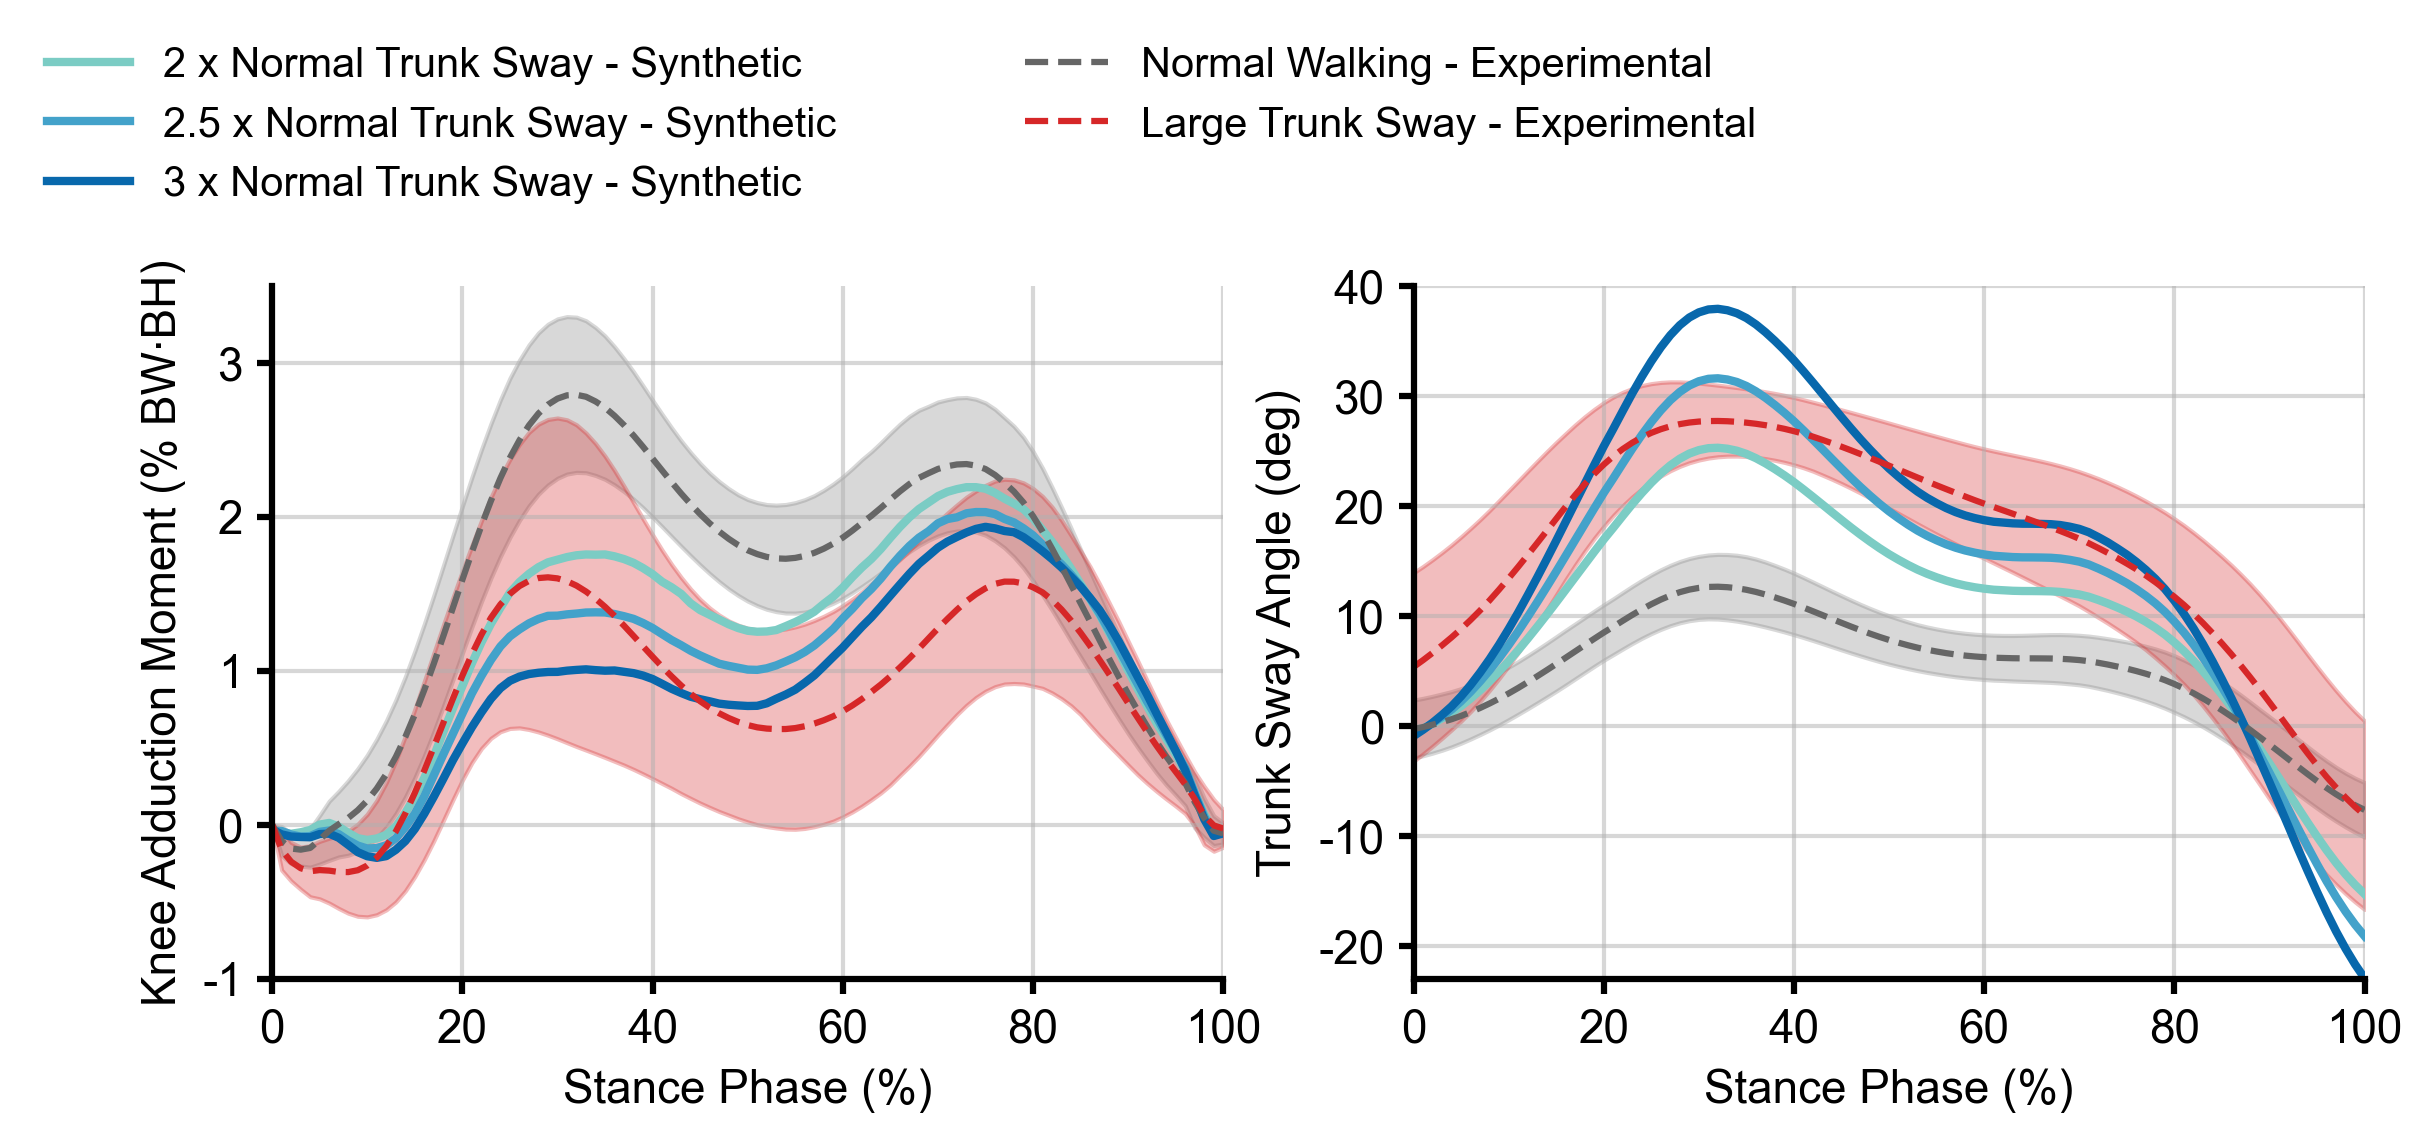 2 x Normal Trunk Sway - Synthetic
2.5 x Normal Trunk Sway - Synthetic
3 x Normal Trunk Sway - Synthetic
Normal Walking - Experimental
Large Trunk Sway - Experimental
Knee Adduction Moment (% BW·BH)
3
2
1
0
-1
0 20 40 60 80 100
Stance Phase (%)
Trunk Sway Angle (deg)
40
30
20
10
0
-10
-20
0 20 40 60 80 100
Stance Phase (%)